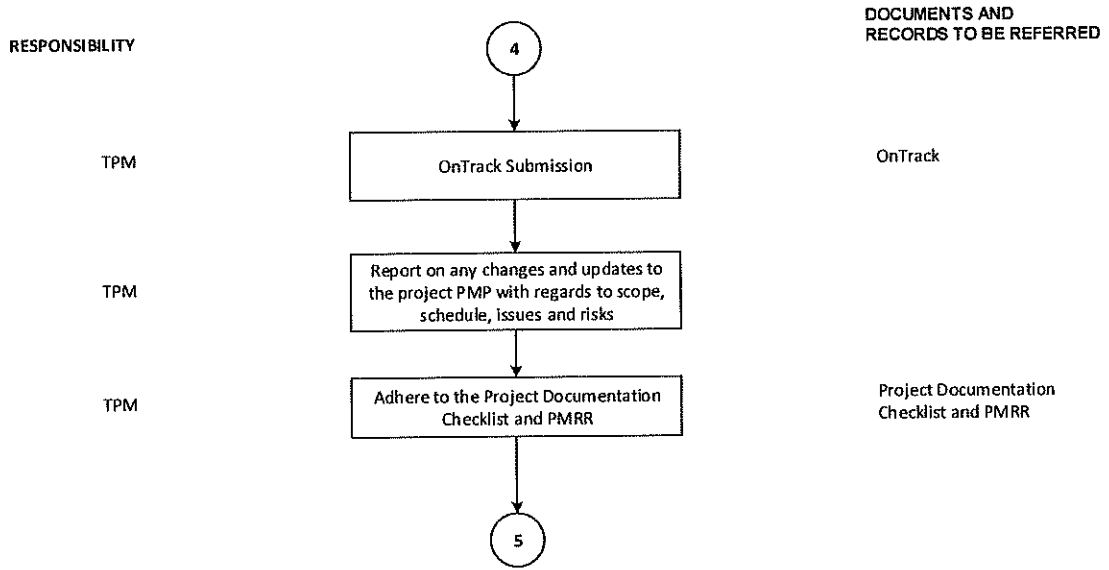 DOCUMENTS AND
RECORDS TO BE REFERRED
RESPONSIBILITY
4
TPM
OnTrack Submission
OnTrack
TPM
Report on any changes and updates to
the project PMP with regards to scope,
schedule, issues and risks
TPM
Adhere to the Project Documentation
Checklist and PMRR
Project Documentation
Checklist and PMRR
5